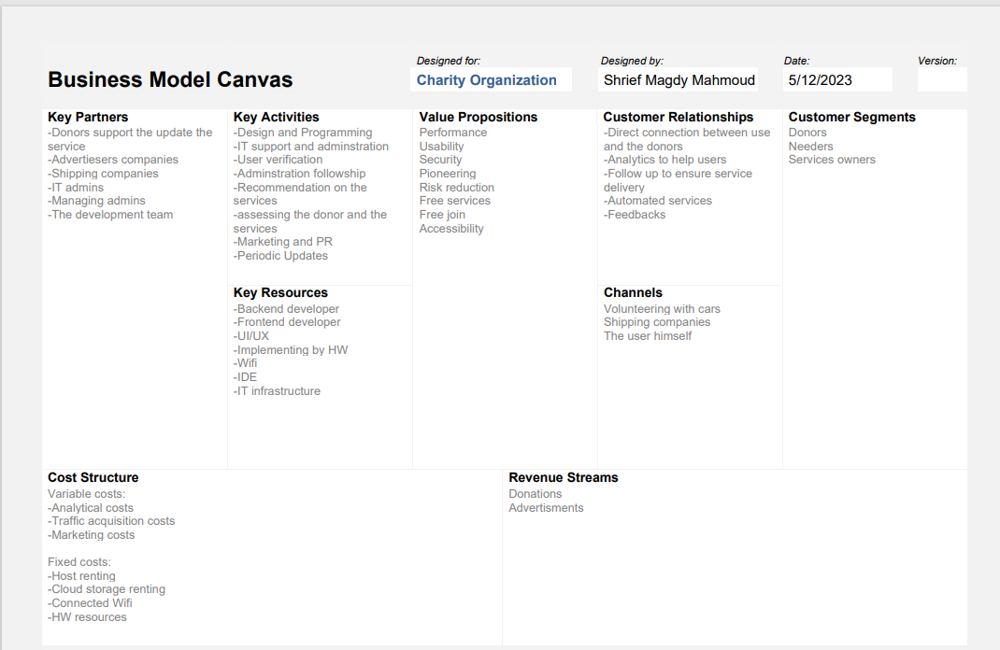 Designed for:
Designed by:
Date:
Version:
Business Model Canvas
Charity Organization
Shrief Magdy Mahmoud
5/12/2023
Key Partners
-Donors support the update the
service
-Advertiesers companies
-Shipping companies
-IT admins
-Managing admins
-The development team
Key Activities
-Design and Programming
-IT support and adminstration
-User verification
-Adminstration followship
-Recommendation on the
services
-assessing the donor and the
services
-Marketing and PR
-Periodic Updates
Key Resources
-Backend developer
-Frontend developer
-UI/UX
-Implementing by HW
-Wifi
-IDE
-IT infrastructure
Value Propositions
Performance
Usability
Security
Pioneering
Risk reduction
Free services
Free join
Accessibility
Customer Relationships
-Direct connection between use
and the donors
-Analytics to help users
-Follow up to ensure service
delivery
-Automated services
-Feedbacks
Channels
Volunteering with cars
Shipping companies
The user himself
Customer Segments
Donors
Needers
Services owners
Cost Structure
Variable costs:
-Analytical costs
-Traffic acquisition costs
-Marketing costs
Fixed costs:
-Host renting
-Cloud storage renting
-Connected Wifi
-HW resources
Revenue Streams
Donations
Advertisments